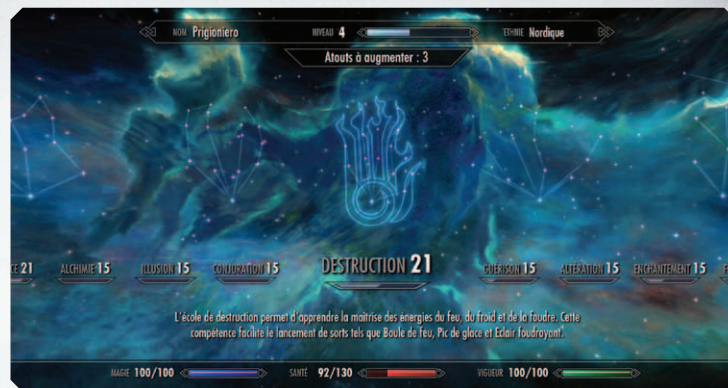 NON Prigioniero NIVEAU 4 ETHNIE Nordique
Atouts à augmenter : 3
CE 21 ALCHIMIE 15 ILLUSION 15 CONJURATION 15 DESTRUCTION 21 GUÉRISON 15 ALTÉRATION 15 ENCHANTEMENT 15
L'école de destruction permet d'apprendre la maîtrise des énergies du feu, du froid et de la foudre. Cette
compétence facilite le lancement de sorts tels que Boule de feu, Pic de glace et Eclair foudroyant.
MAGIE 100/100 SANTÉ 92/130 VIGUEUR 100/100